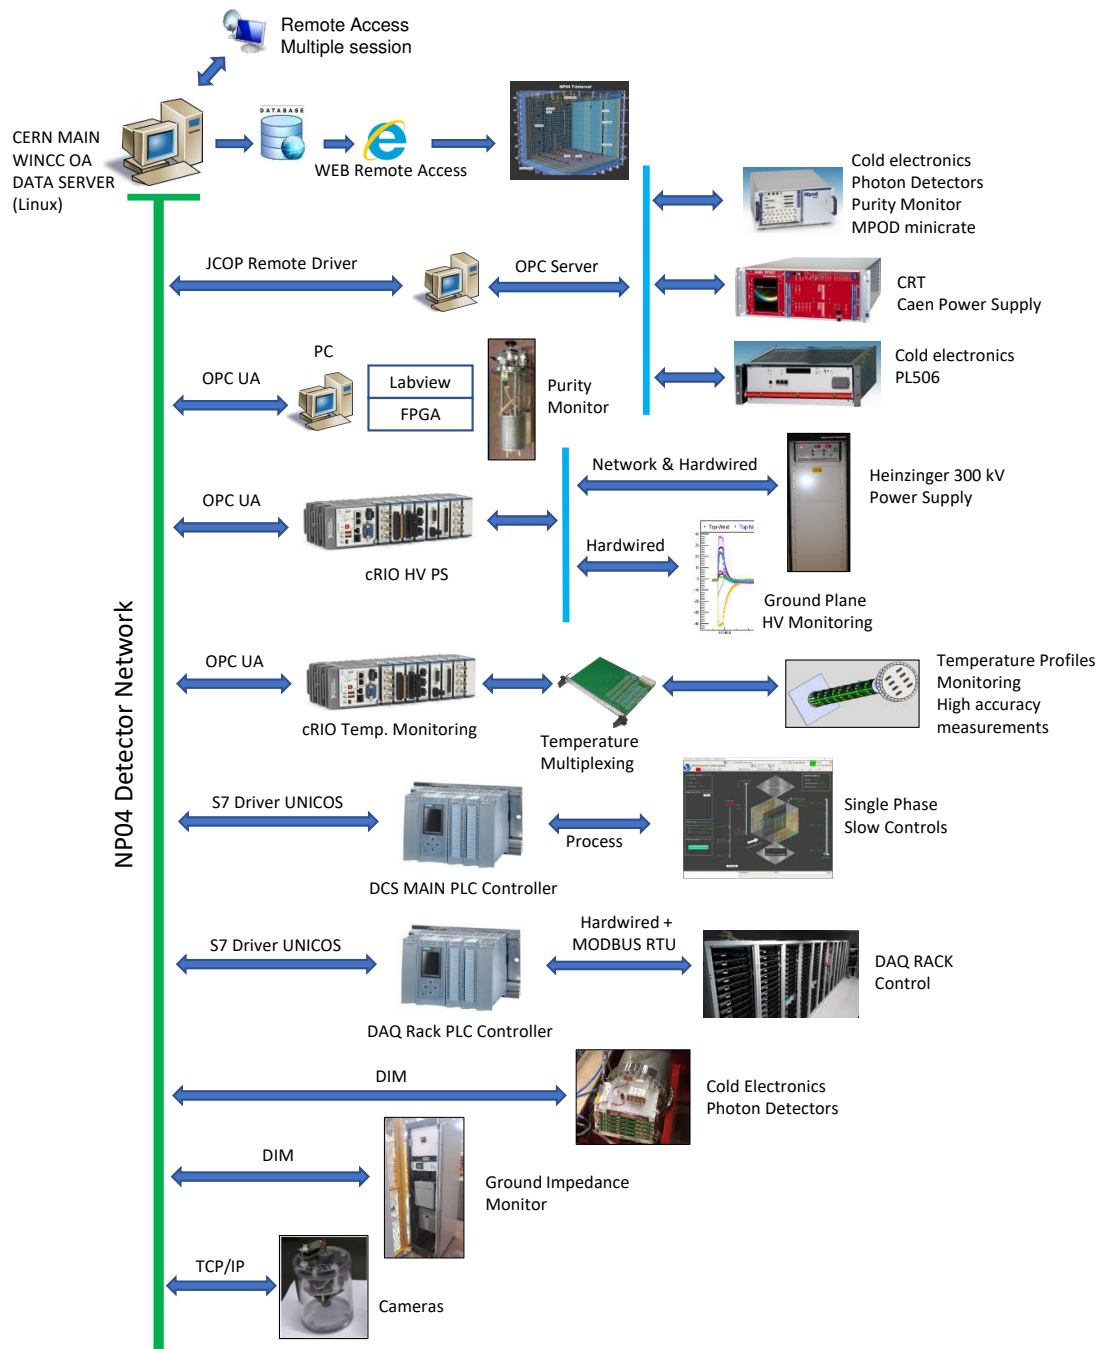 Remote Access
Multiple session
CERN MAIN
WINCC OA
DATA SERVER
(Linux)
DATABASE
WEB Remote Access
NP04 T-Internal
Cold electronics
Photon Detectors
Purity Monitor
MPOD minicrate
Mpod
JCOP Remote Driver
OPC Server
CRT
Caen Power Supply
PC
OPC UA
Labview
FPGA
Purity
Monitor
Cold electronics
PL506
Network & Hardwired
Heinzinger 300 kV
Power Supply
OPC UA
cRIO HV PS
Hardwired
Top-West
Ground Plane
HV Monitoring
NP04 Detector Network
OPC UA
cRIO Temp. Monitoring
Temperature
Multiplexing
Temperature Profiles
Monitoring
High accuracy
measurements
S7 Driver UNICOS
DCS MAIN PLC Controller
Process
Single Phase
Slow Controls
S7 Driver UNICOS
DAQ Rack PLC Controller
Hardwired +
MODBUS RTU
DAQ RACK
Control
DIM
Cold Electronics
Photon Detectors
DIM
Ground Impedance
Monitor
TCP/IP
Cameras